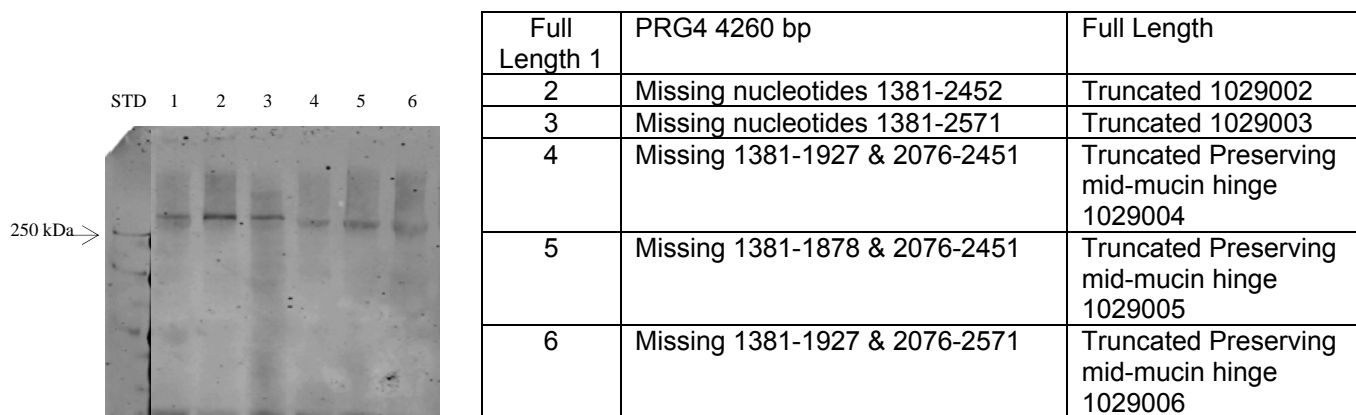 STD 1 2 3 4 5 6
250 kDa
Full PRG4 4260 bp Full Length
Length 1
2 Missing nucleotides 1381-2452 Truncated 1029002
3 Missing nucleotides 1381-2571 Truncated 1029003
4 Missing 1381-1927 & 2076-2451 Truncated Preserving
mid-mucin hinge
1029004
5 Missing 1381-1878 & 2076-2451 Truncated Preserving
mid-mucin hinge
1029005
6 Missing 1381-1927 & 2076-2571 Truncated Preserving
mid-mucin hinge
1029006